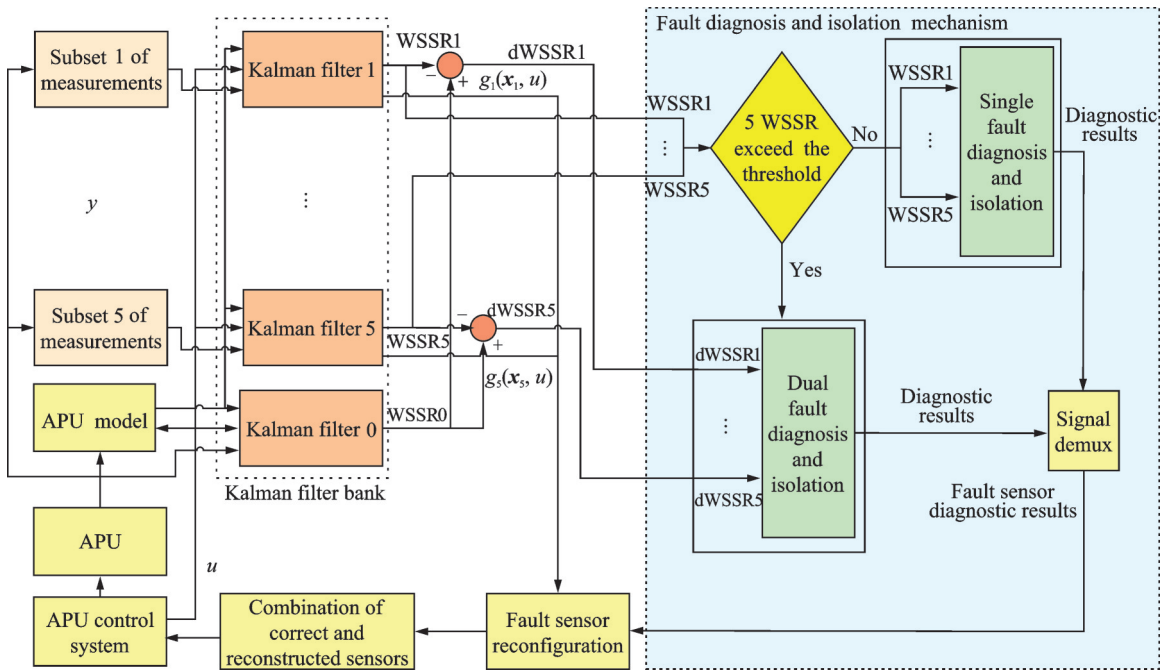 Subset 1 of
measurements
y
Subset 5 of
measurements
APU model
APU
APU control
system
u
Kalman filter 1
⋮
Kalman filter 5
Kalman filter 0
Kalman filter bank
WSSR1
−
+
dWSSR1
g₁(x₁, u)
WSSR5
−
+
dWSSR5
g₅(x₅, u)
WSSR0
Combination of
correct and
reconstructed sensors
Fault sensor
reconfiguration
Fault diagnosis and isolation mechanism
WSSR1
⋮
WSSR5
5 WSSR
exceed the
threshold
No
Yes
WSSR1
⋮
WSSR5
Single
fault
diagnosis
and
isolation
Diagnostic
results
dWSSR1
⋮
dWSSR5
Dual
fault
diagnosis
and
isolation
Diagnostic
results
Signal
demux
Fault sensor
diagnostic results